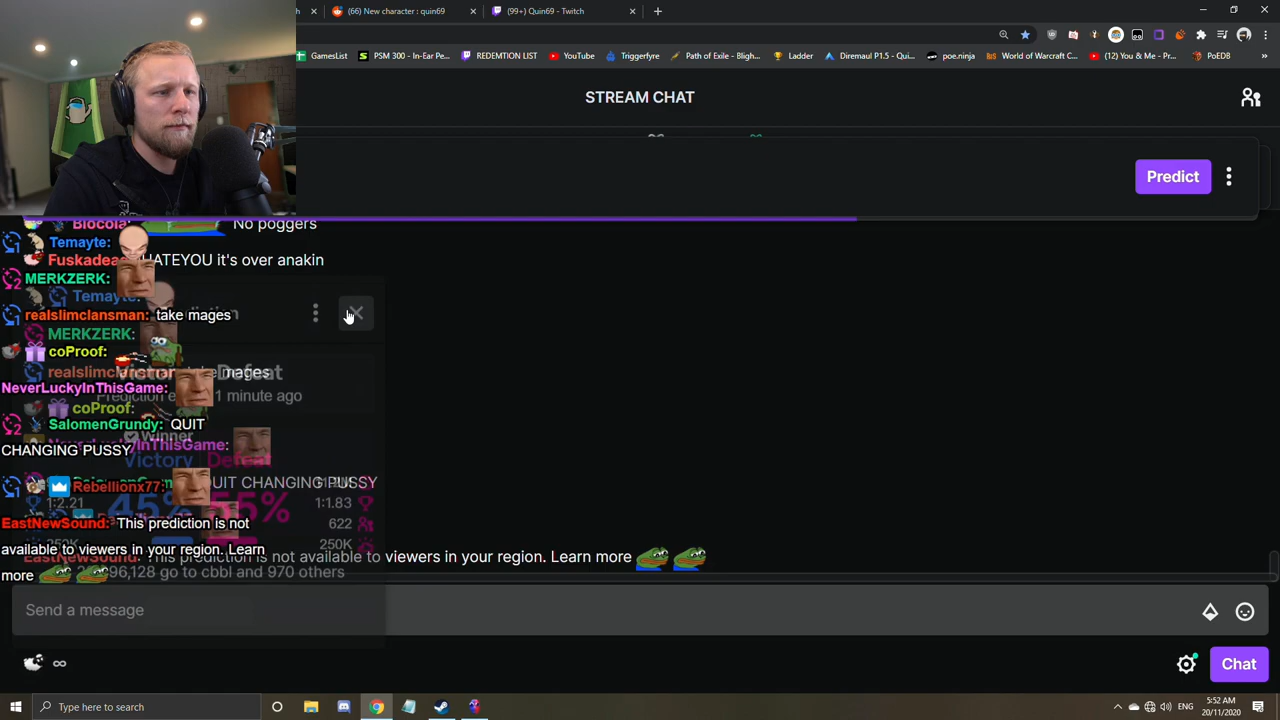 (66) New character : quin69
(99+) Quin69 - Twitch
GamesList
PSM 300 - In-Ear Pe...
REDEMTION LIST
YouTube
Triggerfyre
Path of Exile - Bligh...
Ladder
Diremaul P1.5 - Qui...
poe.ninja
World of Warcraft C...
(12) You & Me - Pr...
PoEDB
STREAM CHAT
Predict
Blocola: No poggers
Temayte:
Fuskadea HATEYOU it's over anakin
MERKZERK:
Temayte:
realslimclansman: take mages
MERKZERK:
coProof:
realslimcl mages
Defeat
NeverLuckyInThisGame:
1 minute ago
coProof:
SalomenGrundy: QUIT
Winner
CHANGING PUSSY
InThisGame:
Victory Defeat
QUIT CHANGING PUSSY
Rebellionx77:
1:2.21
45% 55%
1:1.83
622
EastNewSound: This prediction is not
available to viewers in your region. Learn
more
250K
250K
This prediction is not available to viewers in your region. Learn more
96,128 go to cbbl and 970 others
Send a message
Chat
Type here to search
ENG
5:52 AM
20/11/2020